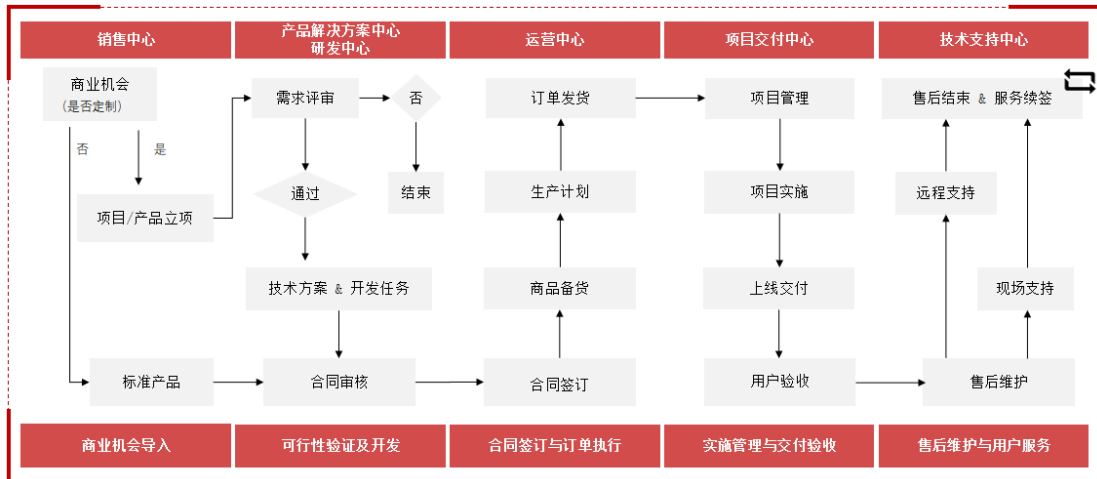 销售中心
产品解决方案中心
研发中心
运营中心
项目交付中心
技术支持中心
商业机会
（是否定制）
否
是
项目/产品立项
标准产品
需求评审
否
通过
结束
技术方案 & 开发任务
合同审核
订单发货
生产计划
商品备货
合同签订
项目管理
项目实施
上线交付
用户验收
售后结束 & 服务续签
远程支持
现场支持
售后维护
商业机会导入
可行性验证及开发
合同签订与订单执行
实施管理与交付验收
售后维护与用户服务